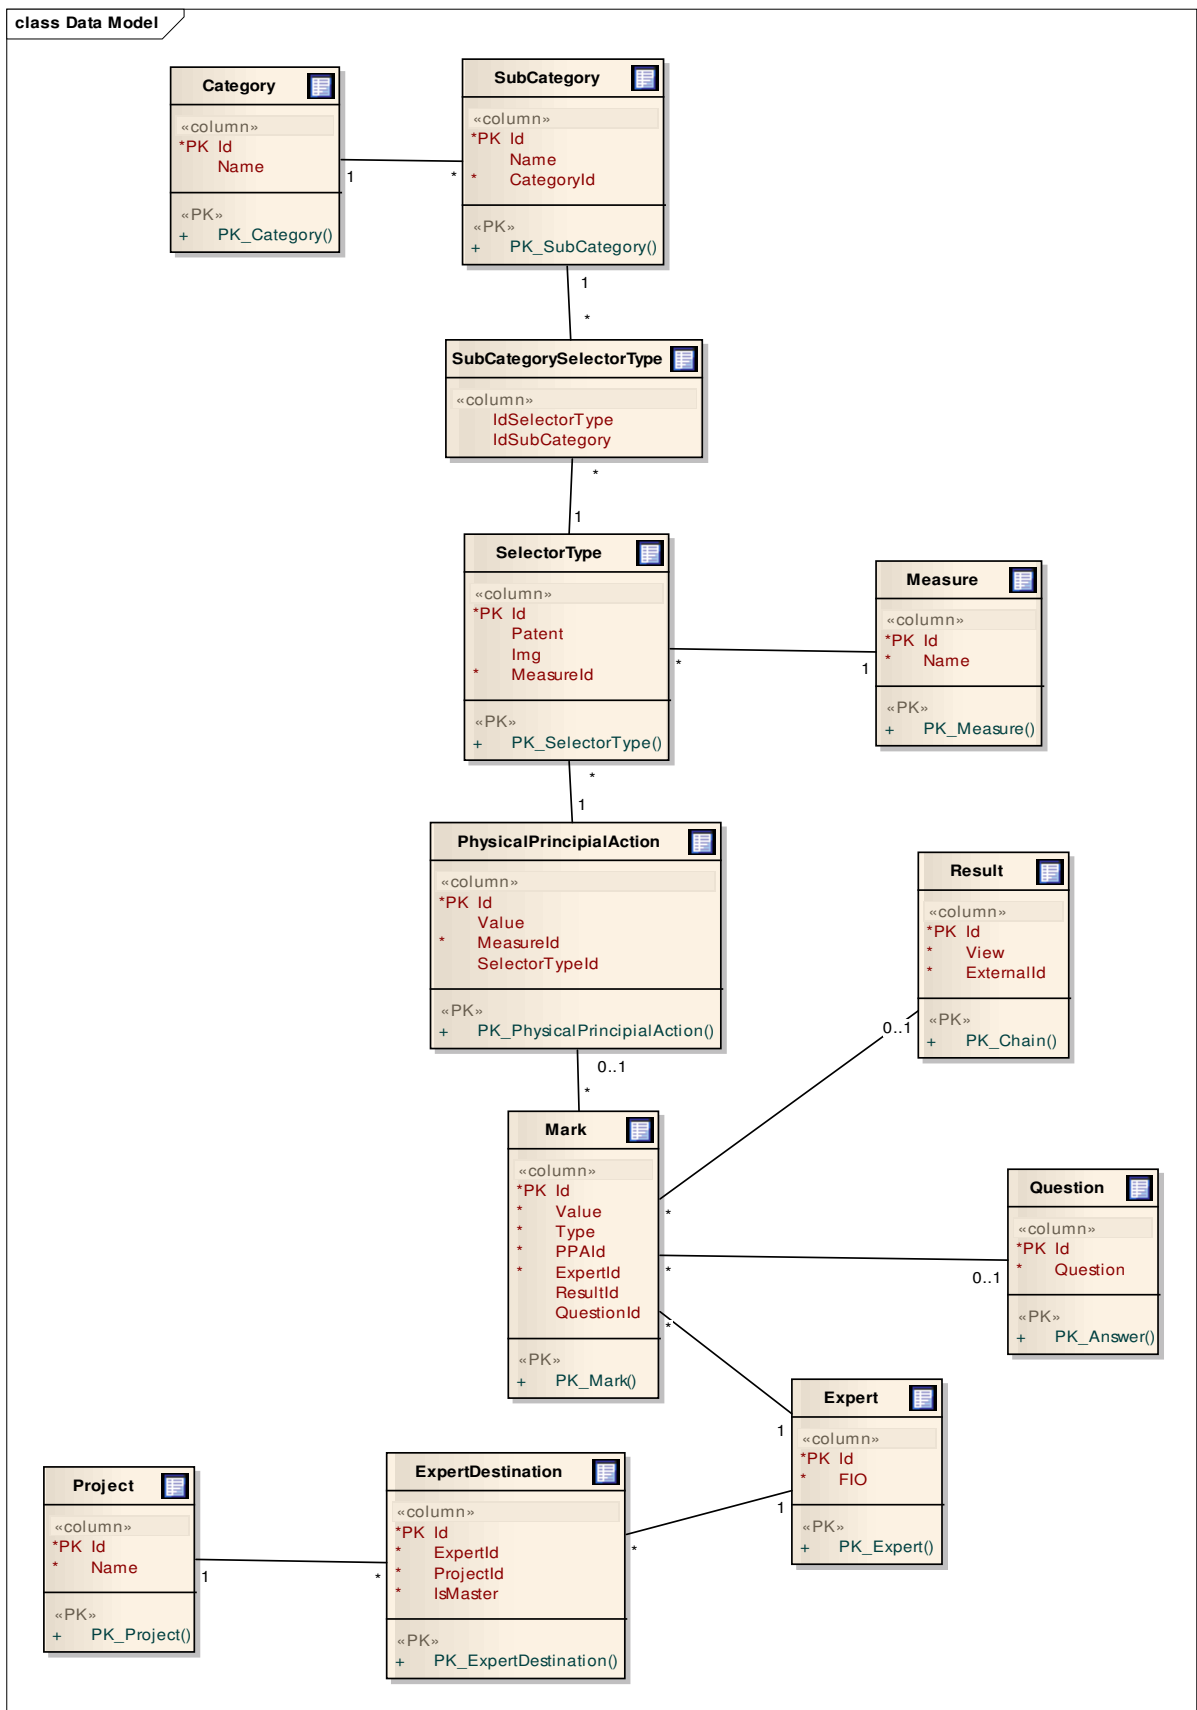 class Data Model
Category
«column»
*PK Id
Name
«PK»
+ PK_Category()
1
*
SubCategory
«column»
*PK Id
Name
* CategoryId
«PK»
+ PK_SubCategory()
1
*
SubCategorySelectorType
«column»
IdSelectorType
IdSubCategory
*
1
SelectorType
«column»
*PK Id
Patent
Img
* MeasureId
«PK»
+ PK_SelectorType()
*
1
Measure
«column»
*PK Id
* Name
«PK»
+ PK_Measure()
*
1
PhysicalPrincipialAction
«column»
*PK Id
Value
* MeasureId
SelectorTypeId
«PK»
+ PK_PhysicalPrincipialAction()
0..1
*
Result
«column»
*PK Id
* View
* ExternalId
«PK»
+ PK_Chain()
0..1
*
Mark
«column»
*PK Id
* Value
* Type
* PPAId
* ExpertId
ResultId
QuestionId
«PK»
+ PK_Mark()
*
0..1
Question
«column»
*PK Id
* Question
«PK»
+ PK_Answer()
*
1
Expert
«column»
*PK Id
* FIO
«PK»
+ PK_Expert()
1
*
ExpertDestination
«column»
*PK Id
* ExpertId
* ProjectId
* IsMaster
«PK»
+ PK_ExpertDestination()
*
1
Project
«column»
*PK Id
* Name
«PK»
+ PK_Project()